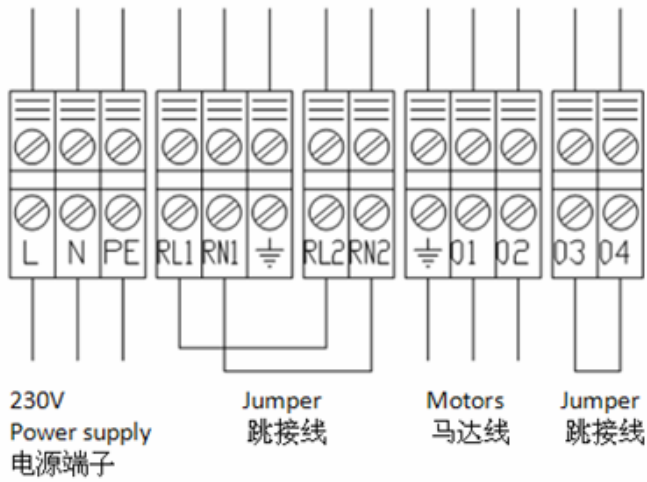 L N PE RL1 RN1 RL2 RN2 01 02 03 04
230V
Power supply
电源端子
Jumper
跳接线
Motors
马达线
Jumper
跳接线